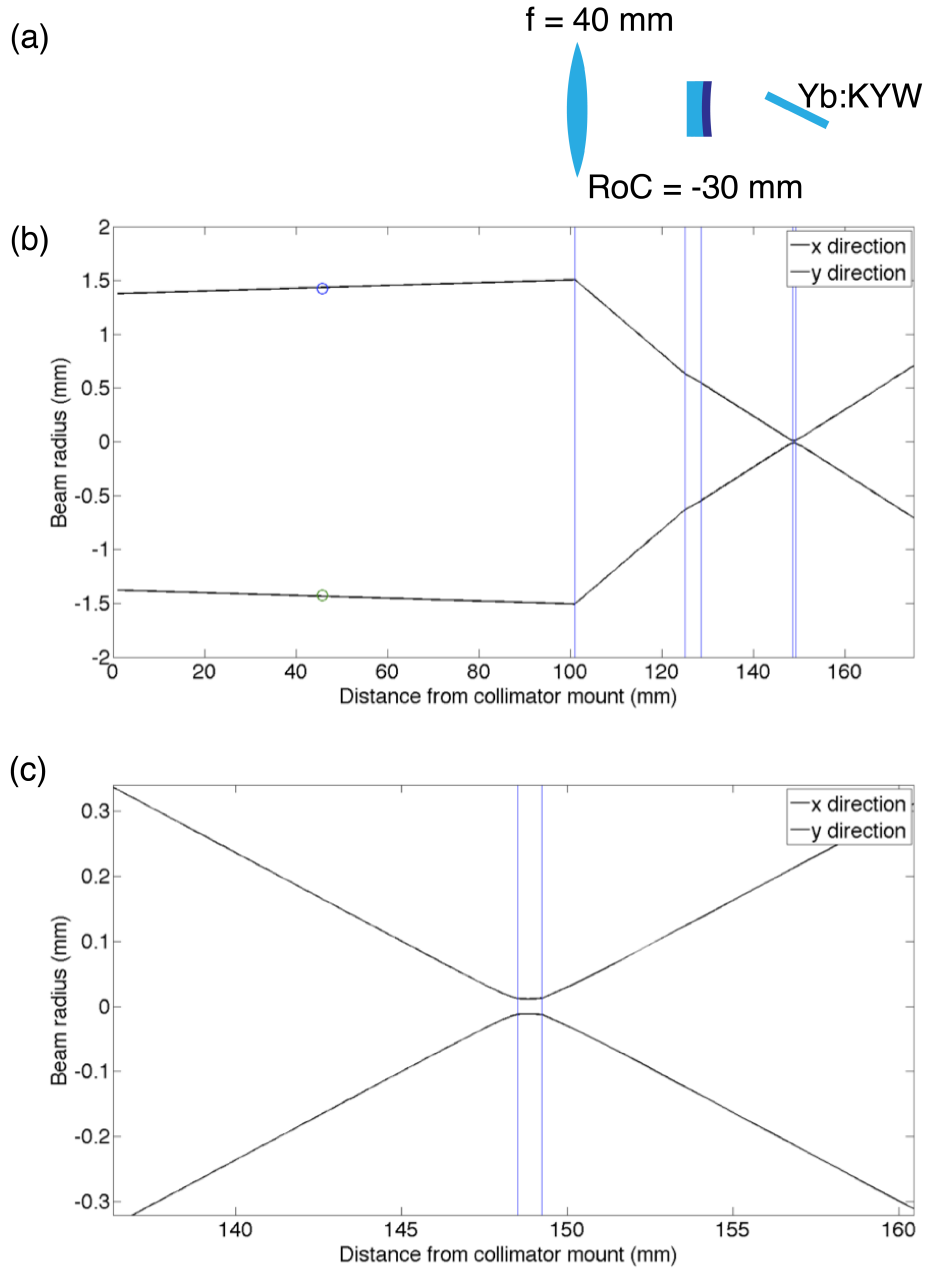 (a)
f = 40 mm
Yb:KYW
RoC = -30 mm
(b)
x direction
y direction
2
1.5
1
0.5
0
-0.5
-1
-1.5
-2
Beam radius (mm)
0 20 40 60 80 100 120 140 160
Distance from collimator mount (mm)
(c)
x direction
y direction
0.3
0.2
0.1
0
-0.1
-0.2
-0.3
Beam radius (mm)
140 145 150 155 160
Distance from collimator mount (mm)